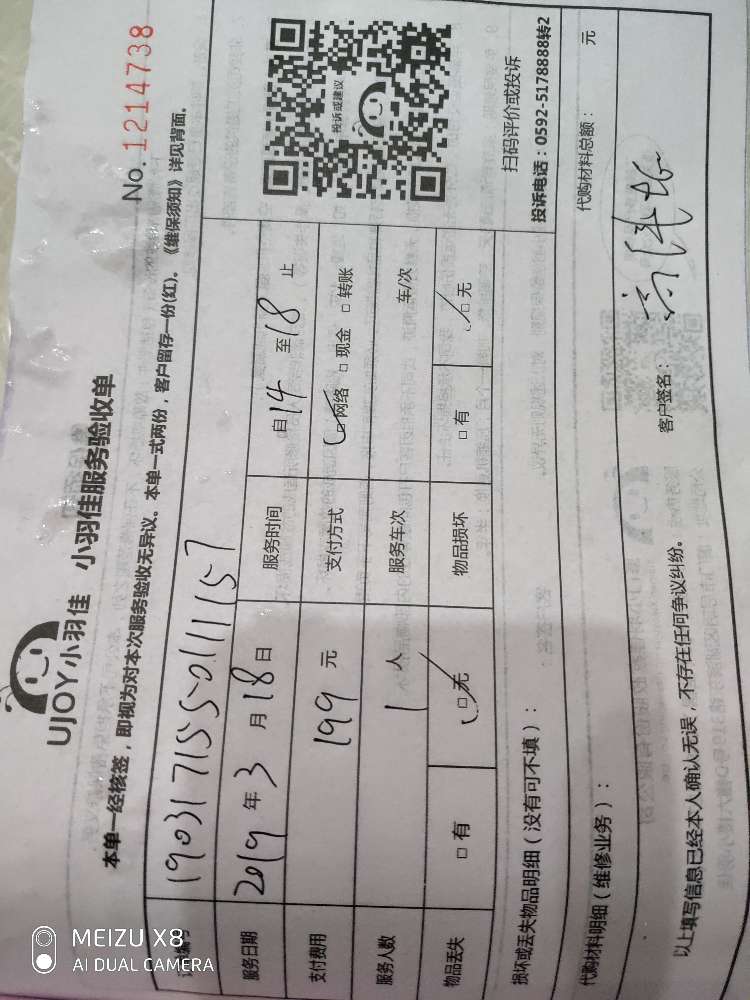 UJOY小羽佳 小羽佳服务验收单
No. 1214738
本单一经核签，即视为对本次服务验收无异议。本单一式两份，客户留存一份(红)。《维保须知》详见背面。
编号 190317155011157
服务日期 2019 年 3 月 18 日 服务时间 自 14 至 18 止
支付费用 199 元 支付方式 □ 网络 □ 现金 □ 转账
服务人数 1 人 服务车次 车/次
物品丢失 □ 有 □ 无 物品损坏 □ 有 □ 无
投诉或建议
扫码评价或投诉
投诉电话：0592-5178888转2
损坏或丢失物品明细（没有可不填）：
代购材料明细（维修业务）： 代购材料总额： 元
以上填写信息已经本人确认无误，不存在任何争议纠纷。 客户签名：
MEIZU X8
AI DUAL CAMERA